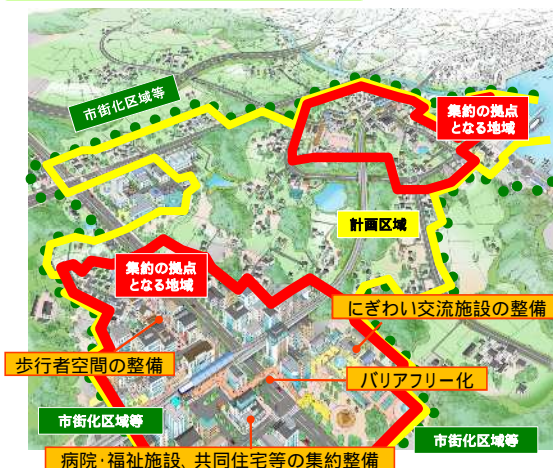 市街化区域等
集約の拠点
となる地域
計画区域
集約の拠点
となる地域
にぎわい交流施設の整備
歩行者空間の整備
バリアフリー化
市街化区域等
市街化区域等
病院･福祉施設、共同住宅等の集約整備